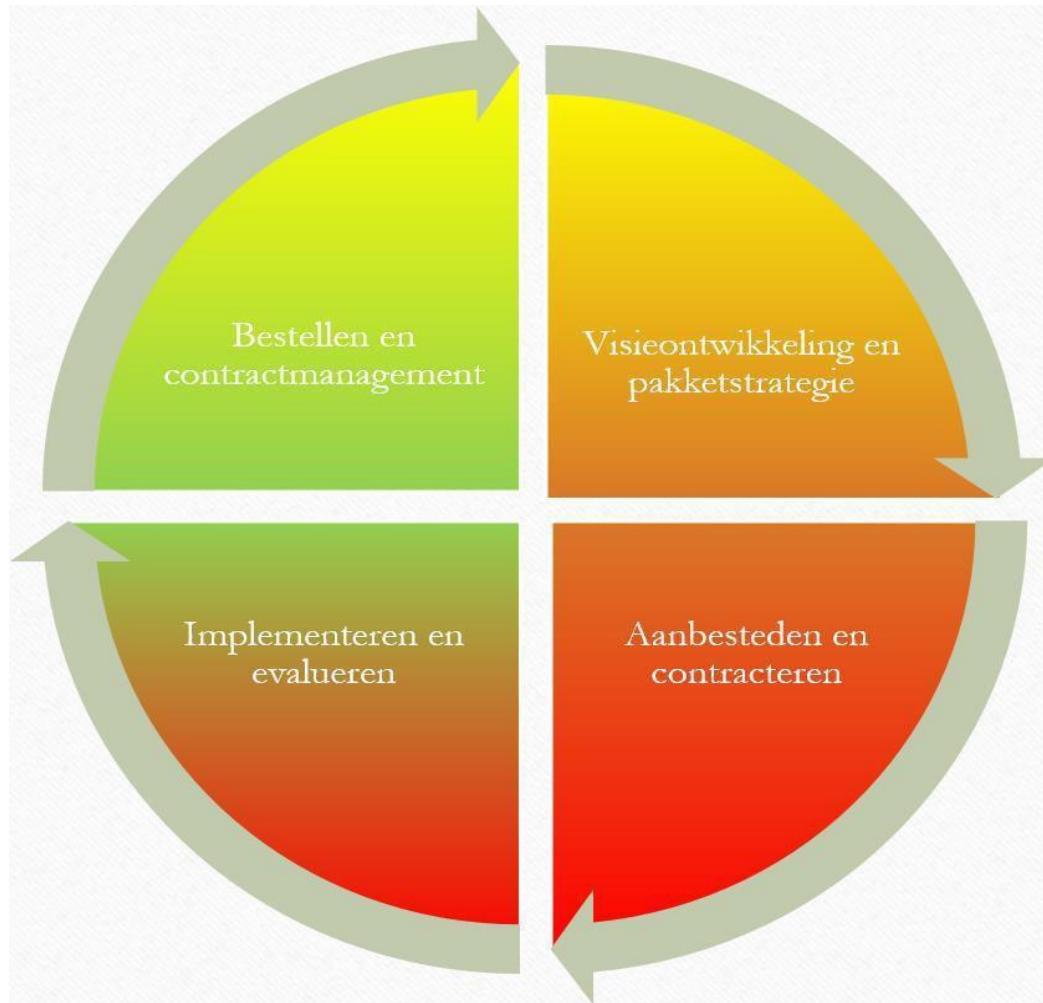 Bestellen en
contractmanagement
Visieontwikkeling en
pakketstrategie
Implementeren en
evalueren
Aanbesteden en
contracteren